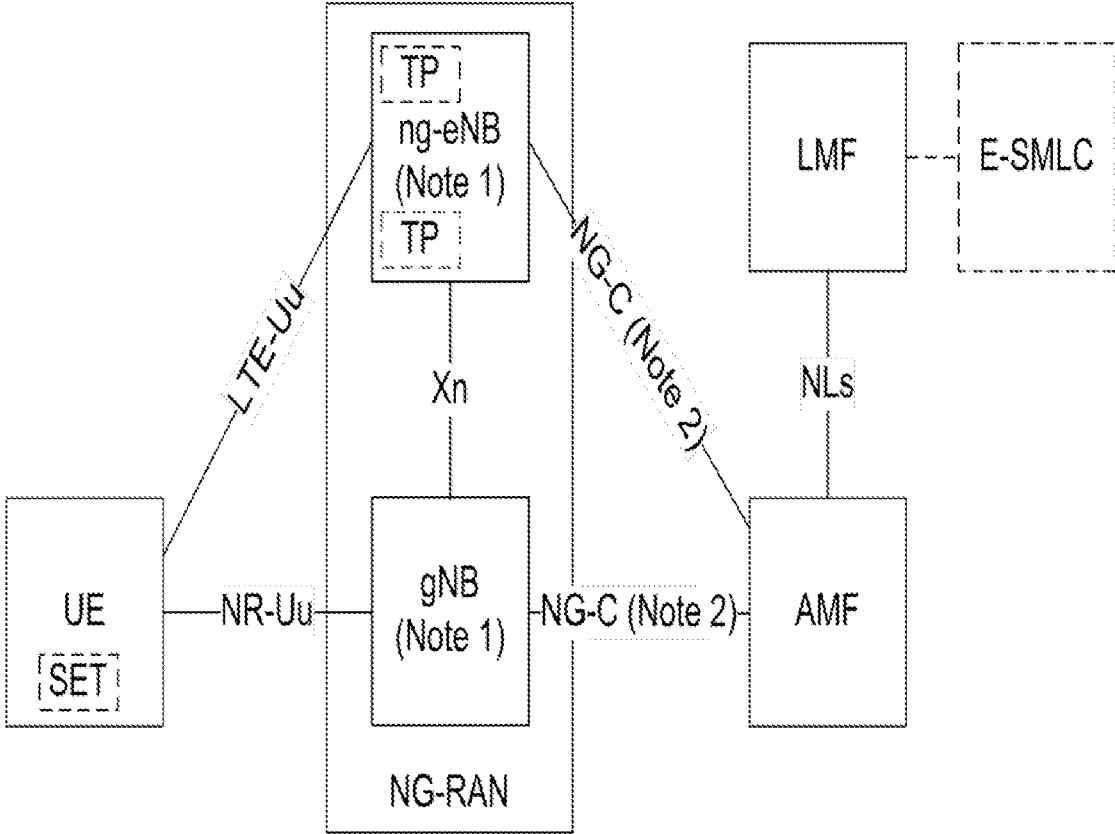 TP
ng-eNB
(Note 1)
TP
LMF
E-SMLC
LTE-Uu
NG-C (Note 2)
Xn
NLs
UE
SET
NR-Uu
gNB
(Note 1)
NG-C (Note 2)
AMF
NG-RAN